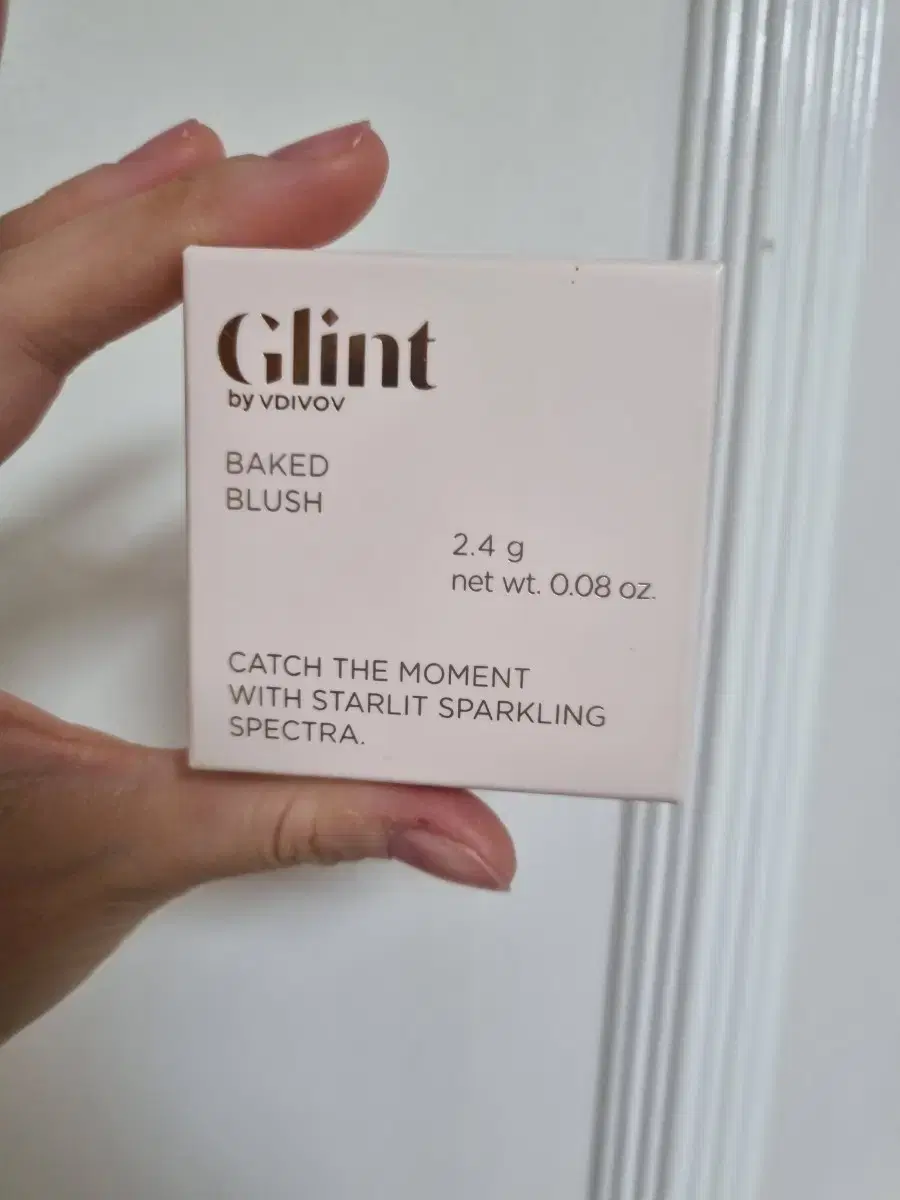 Glint
by VDIVOV
BAKED
BLUSH
2.4 g
net wt. 0.08 oz.
CATCH THE MOMENT
WITH STARLIT SPARKLING
SPECTRA.